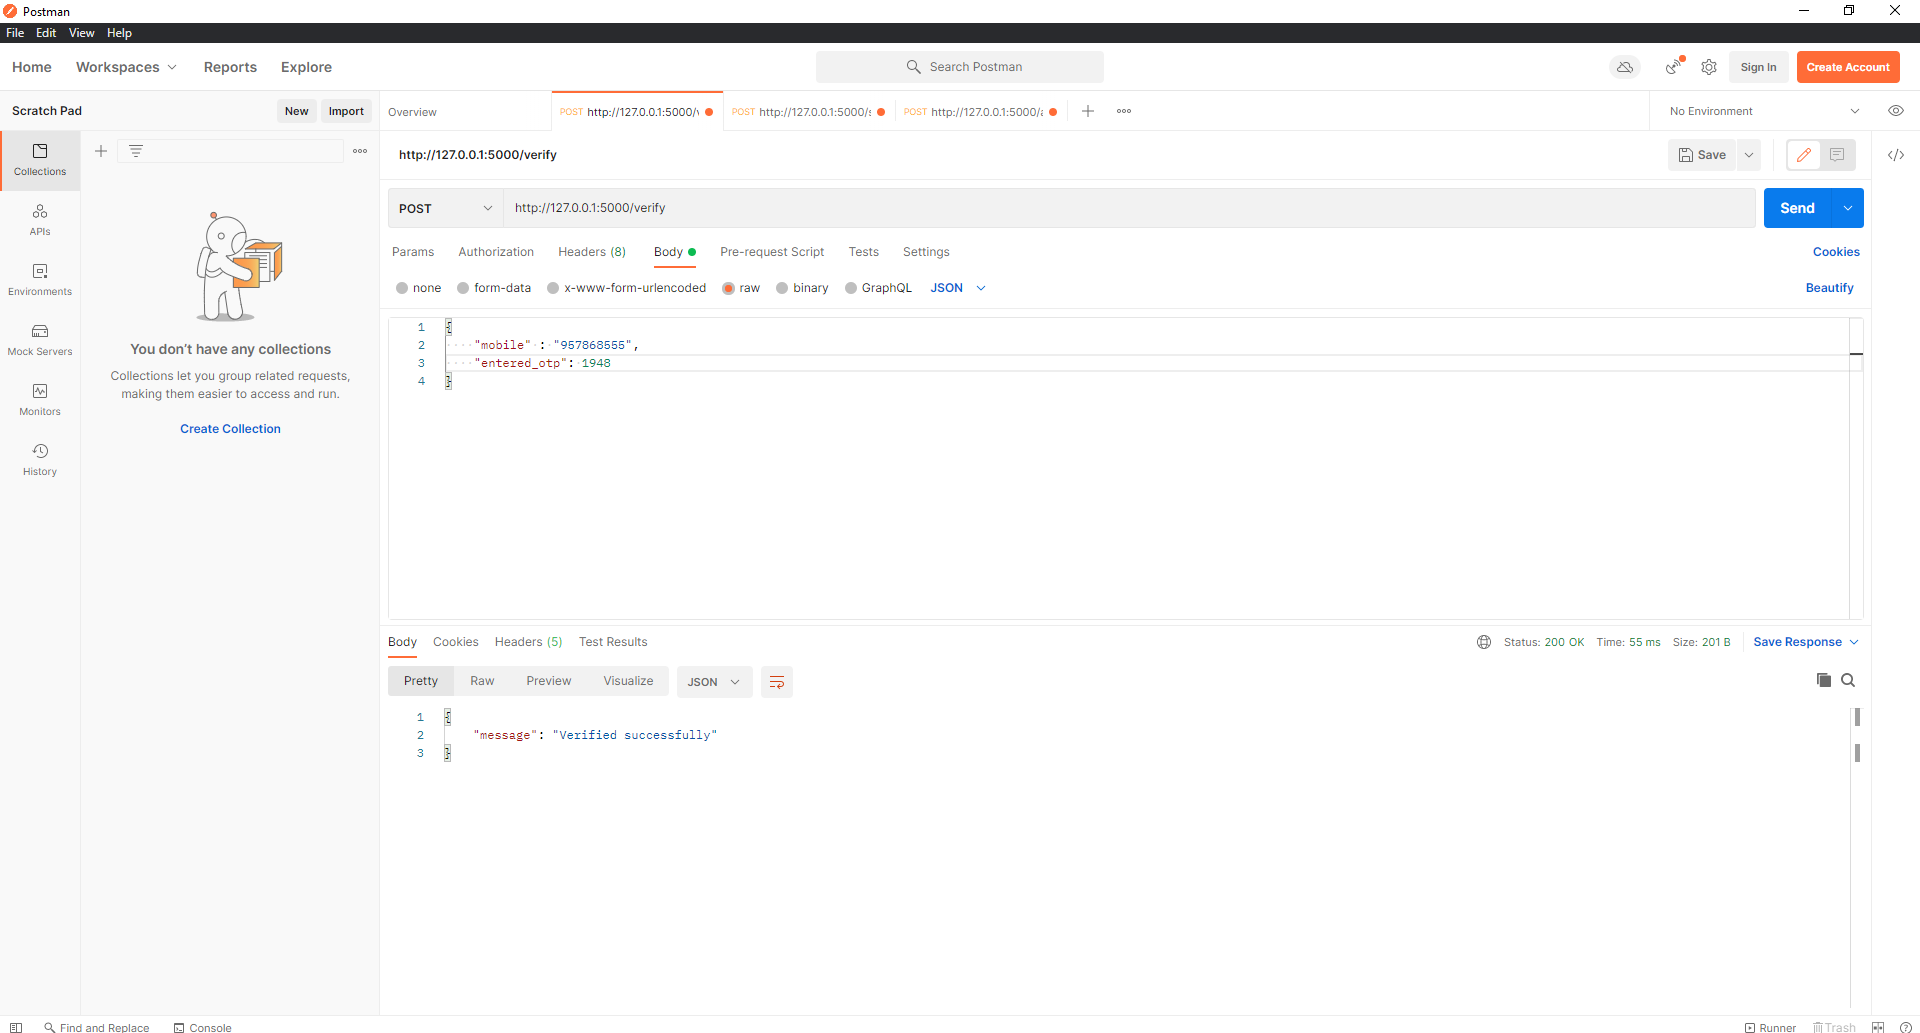 Postman
File Edit View Help
Home Workspaces Reports Explore
Search Postman
Sign In
Create Account
Scratch Pad
New
Import
Overview
POST http://127.0.0.1:5000/
POST http://127.0.0.1:5000/
POST http://127.0.0.1:5000/
No Environment
Collections
APIs
Environments
Mock Servers
Monitors
History
You don't have any collections
Collections let you group related requests,
making them easier to access and run.
Create Collection
http://127.0.0.1:5000/verify
Save
POST
http://127.0.0.1:5000/verify
Send
Params Authorization Headers (8) Body Pre-request Script Tests Settings
Cookies
none form-data x-www-form-urlencoded raw binary GraphQL JSON
Beautify
1 {
2 "mobile" : "957868555",
3 "entered_otp": 1948
4 }
Body Cookies Headers (5) Test Results
Status: 200 OK Time: 55 ms Size: 201 B
Save Response
Pretty Raw Preview Visualize JSON
1 {
2 "message": "Verified successfully"
3 }
Find and Replace Console
Runner Trash